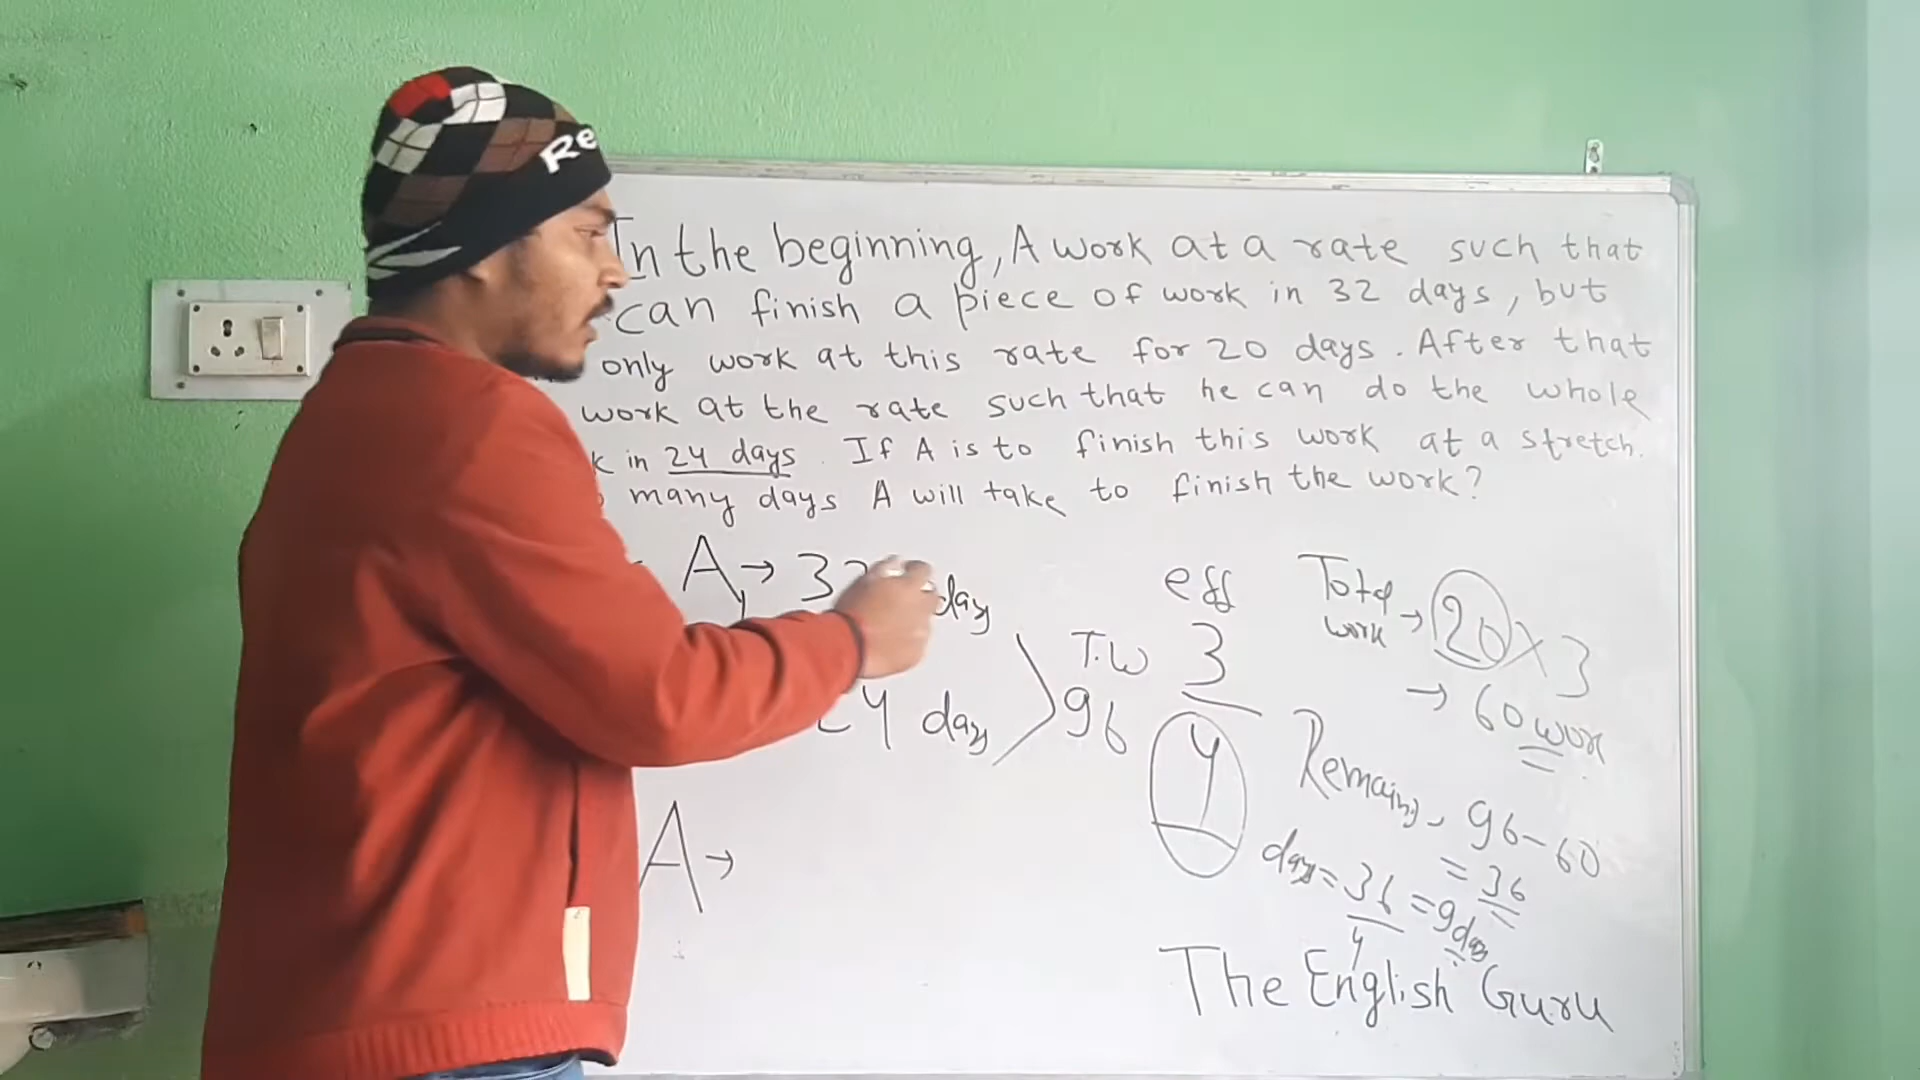 Re
In the beginning, A work at a rate such that
can finish a piece of work in 32 days, but
only work at this rate for 20 days. After that
work at the rate such that he can do the whole
k in 24 days. If A is to finish this work at a stretch.
many days A will take to finish the work?
A → 32 days
24 days
T.W
96
eff
3
4
Total work → 20 × 3
→ 60 work
Remaining → 96 - 60
= 36
days = 36/4 = 9 days
A →
The English Guru